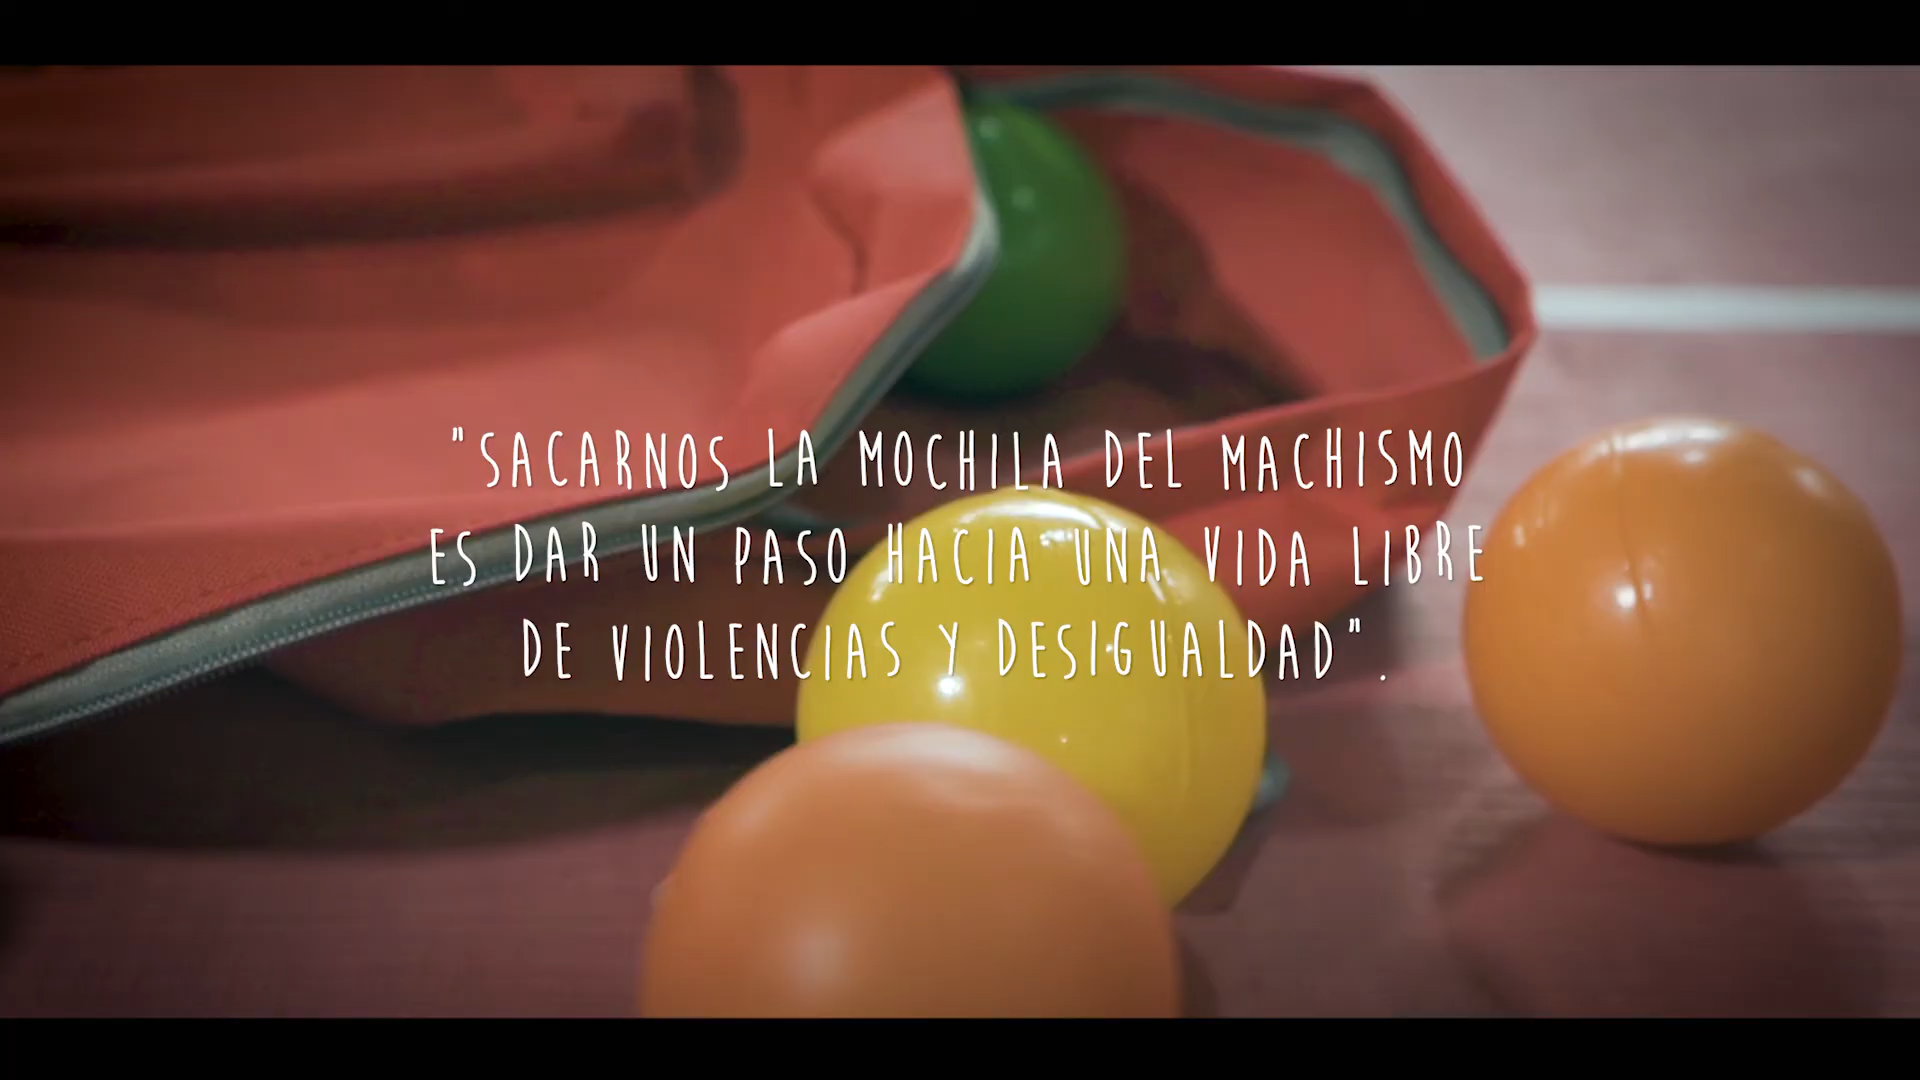 "SACARNOS LA MOCHILA DEL MACHISMO
ES DAR UN PASO HACIA UNA VIDA LIBRE
DE VIOLENCIAS Y DESIGUALDAD".